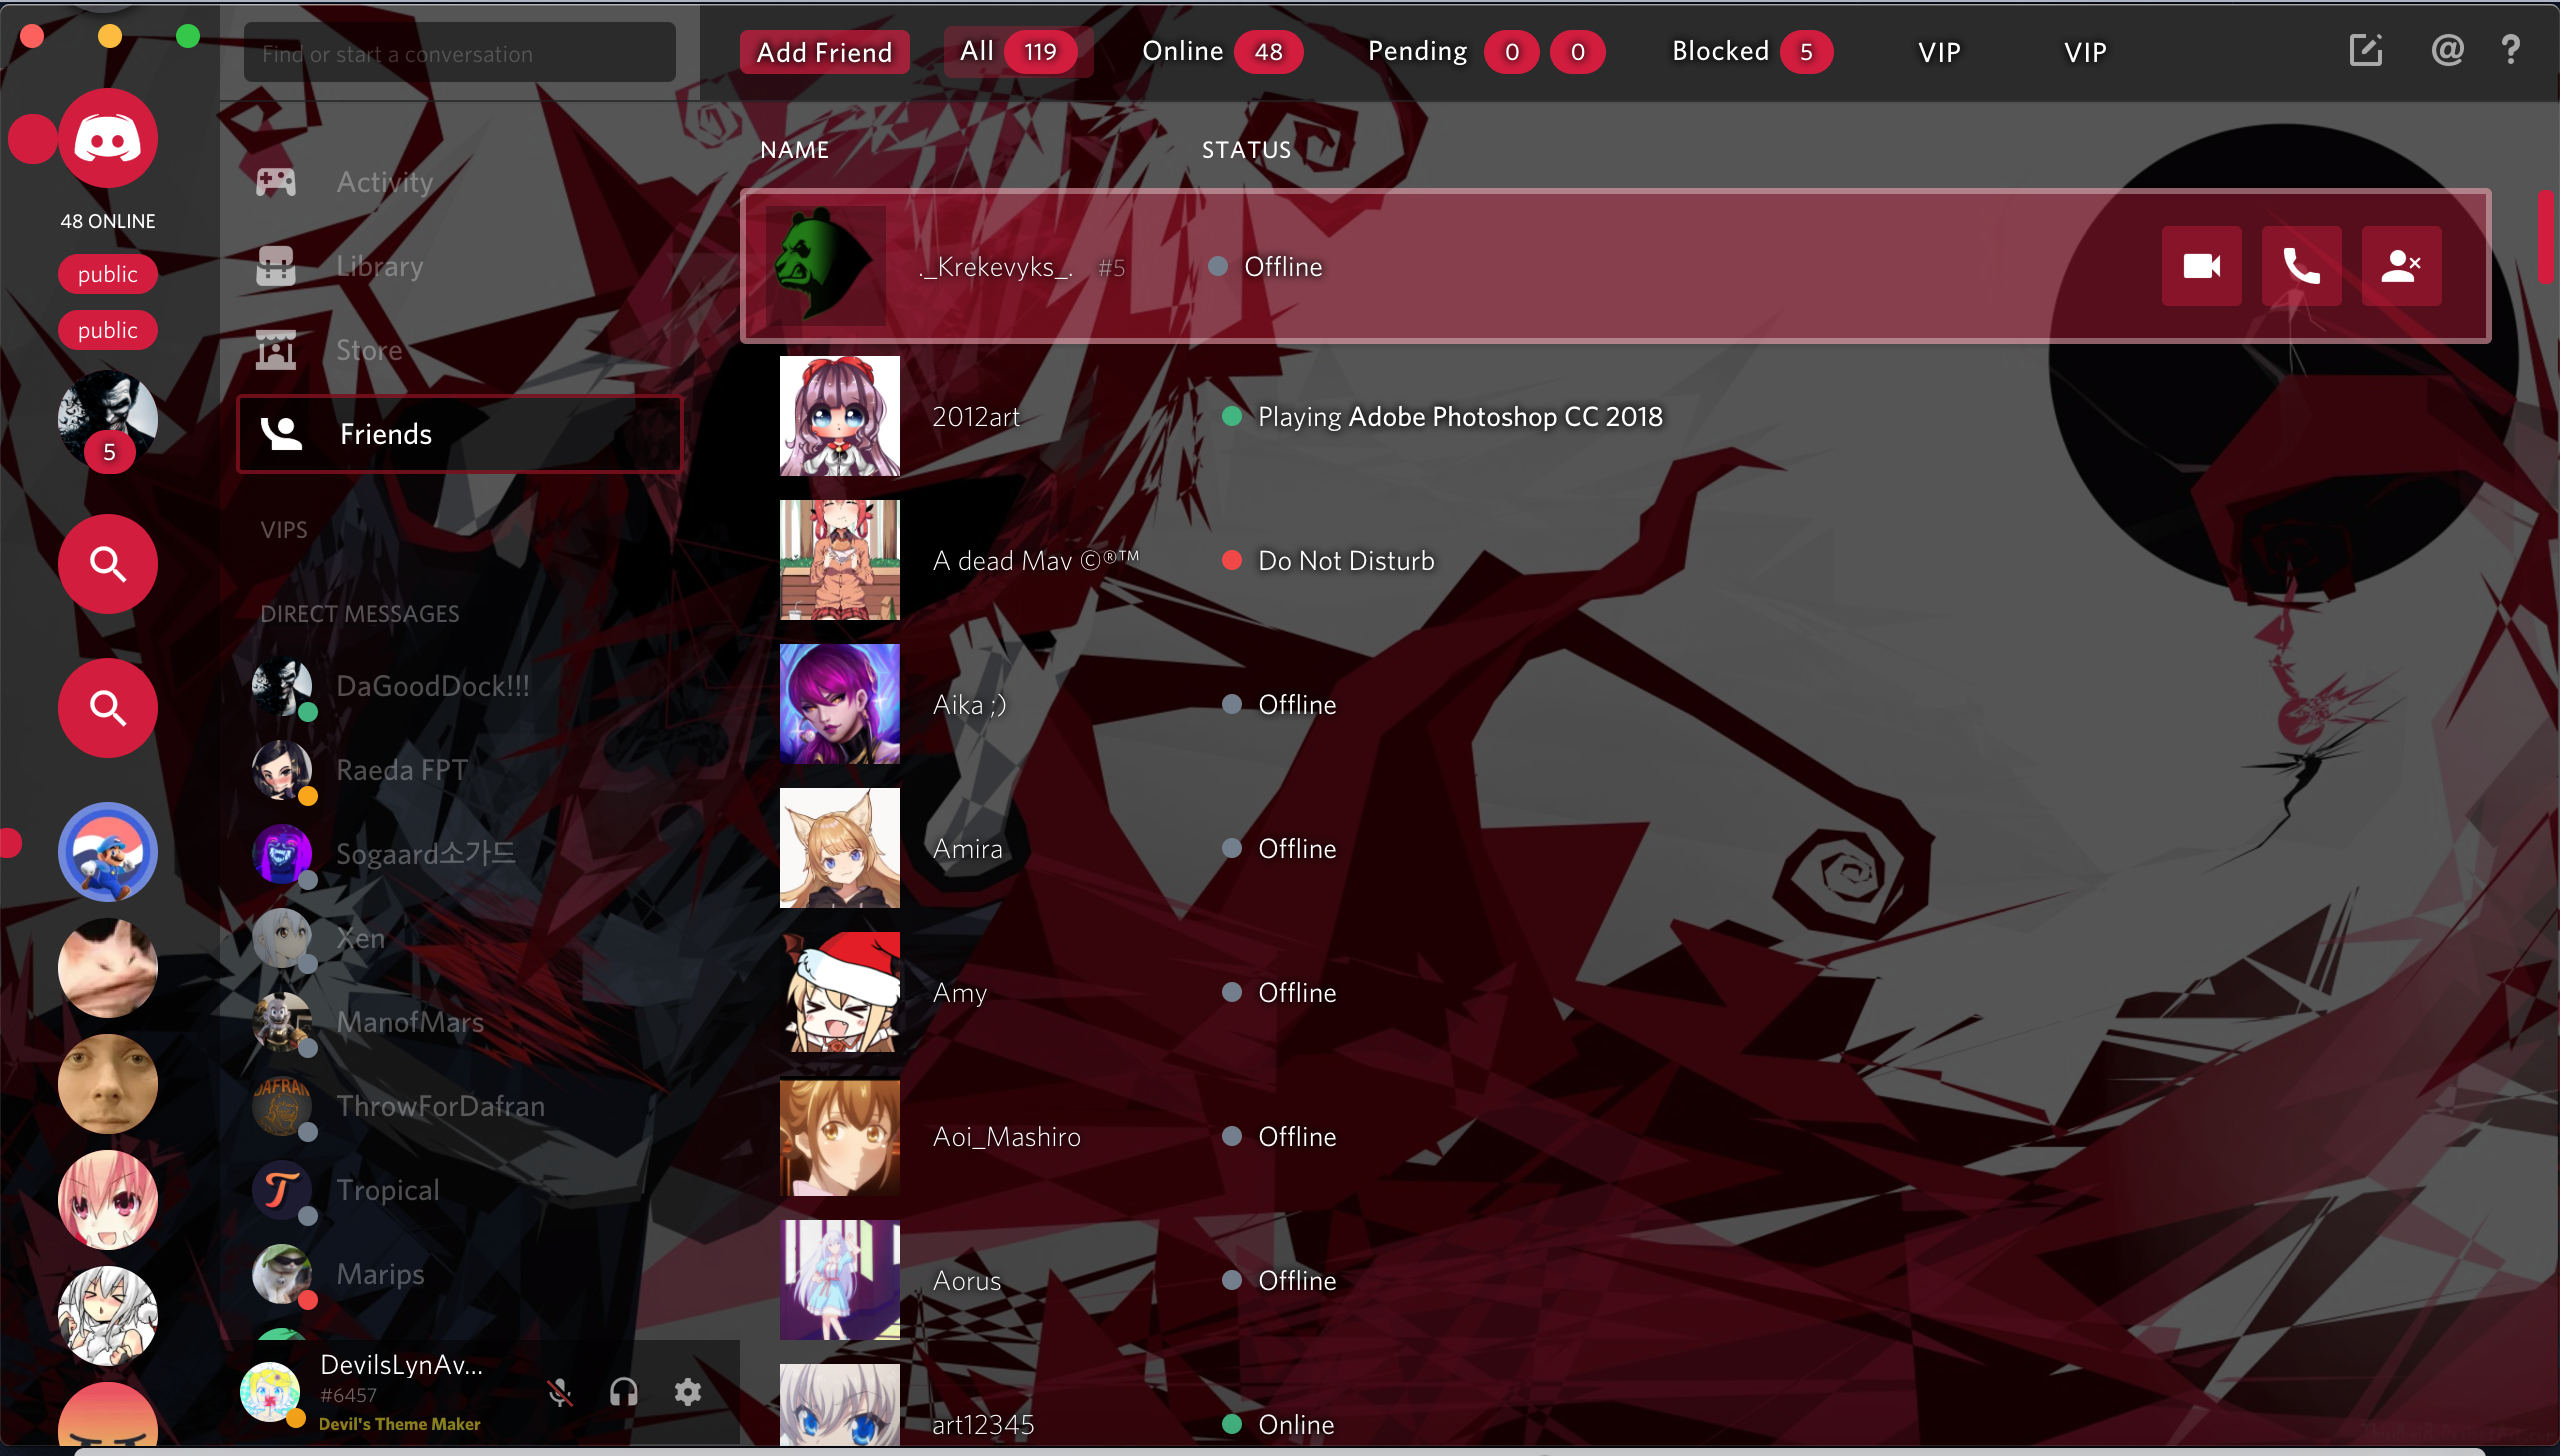 Find or start a conversation
Add Friend
All 119
Online 48
Pending 0 0
Blocked 5
VIP
VIP
@ ?
48 ONLINE
public
public
5
Activity
Library
Store
Friends
VIPS
DIRECT MESSAGES
DaGoodDock!!!
Raeda FPT
Sogaard소가드
Xen
ManofMars
DAFRAN
ThrowForDafran
T
Tropical
Marips
DevilsLynAv...
#6457
Devil's Theme Maker
NAME STATUS
._Krekevyks_. #5 Offline
2012art Playing Adobe Photoshop CC 2018
A dead Mav ©®™ Do Not Disturb
Aika ;) Offline
Amira Offline
Amy Offline
Aoi_Mashiro Offline
Aorus Offline
art12345 Online